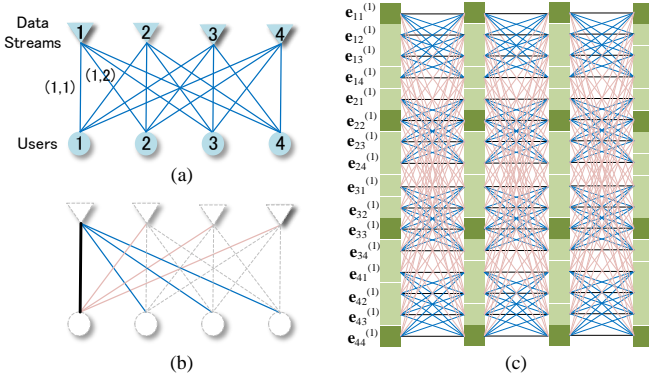 Data
Streams
1 2 3 4
(1,1)
(1,2)
Users
1 2 3 4
(a)
(b)
e₁₁⁽¹⁾
e₁₂⁽¹⁾
e₁₃⁽¹⁾
e₁₄⁽¹⁾
e₂₁⁽¹⁾
e₂₂⁽¹⁾
e₂₃⁽¹⁾
e₂₄⁽¹⁾
e₃₁⁽¹⁾
e₃₂⁽¹⁾
e₃₃⁽¹⁾
e₃₄⁽¹⁾
e₄₁⁽¹⁾
e₄₂⁽¹⁾
e₄₃⁽¹⁾
e₄₄⁽¹⁾
(c)